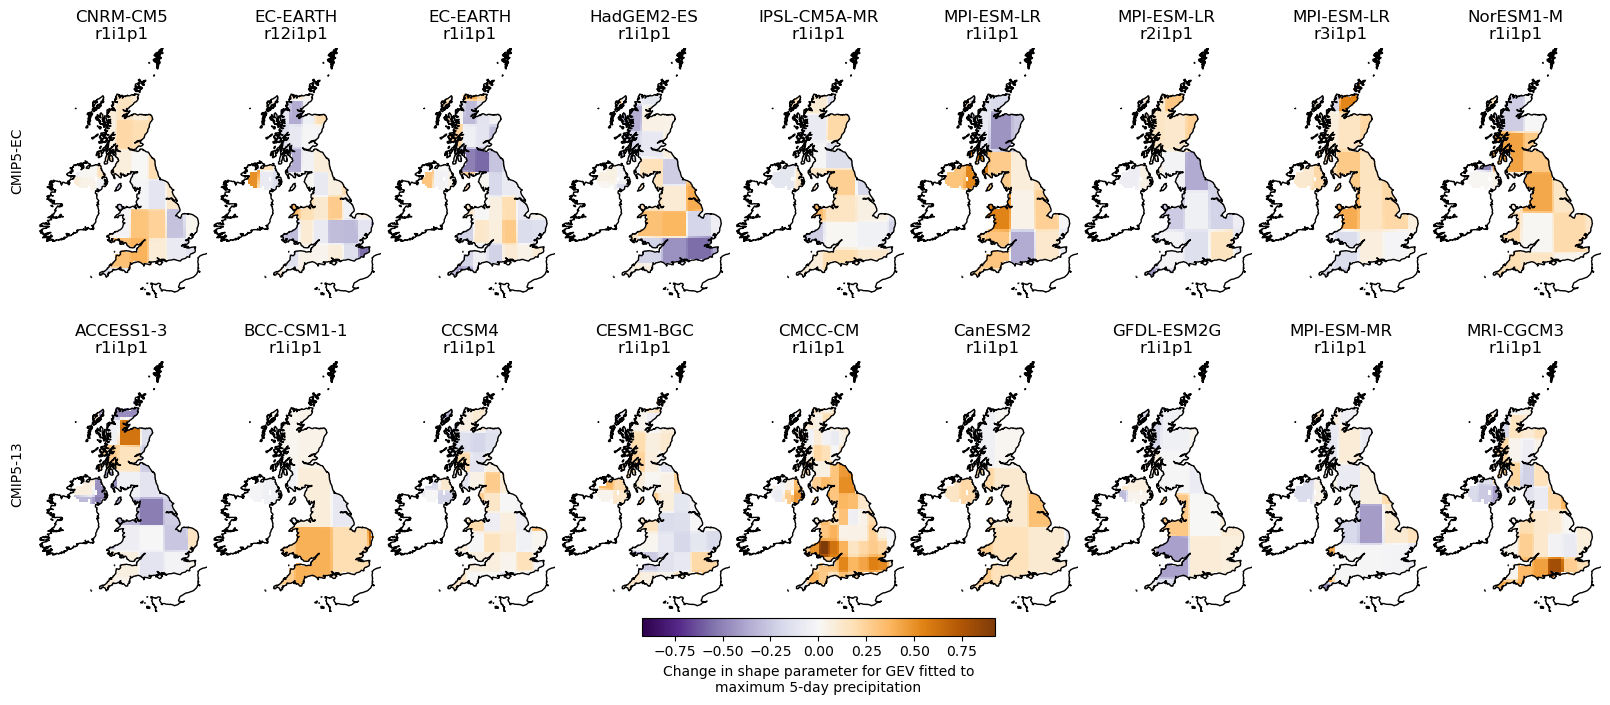 CNRM-CM5 EC-EARTH EC-EARTH HadGEM2-ES IPSL-CM5A-MR MPI-ESM-LR MPI-ESM-LR MPI-ESM-LR NorESM1-M
r1i1p1 r12i1p1 r1i1p1 r1i1p1 r1i1p1 r1i1p1 r2i1p1 r3i1p1 r1i1p1
CMIP5-EC
ACCESS1-3 BCC-CSM1-1 CCSM4 CESM1-BGC CMCC-CM CanESM2 GFDL-ESM2G MPI-ESM-MR MRI-CGCM3
r1i1p1 r1i1p1 r1i1p1 r1i1p1 r1i1p1 r1i1p1 r1i1p1 r1i1p1 r1i1p1
CMIP5-13
−0.75 −0.50 −0.25 0.00 0.25 0.50 0.75
Change in shape parameter for GEV fitted to
maximum 5-day precipitation